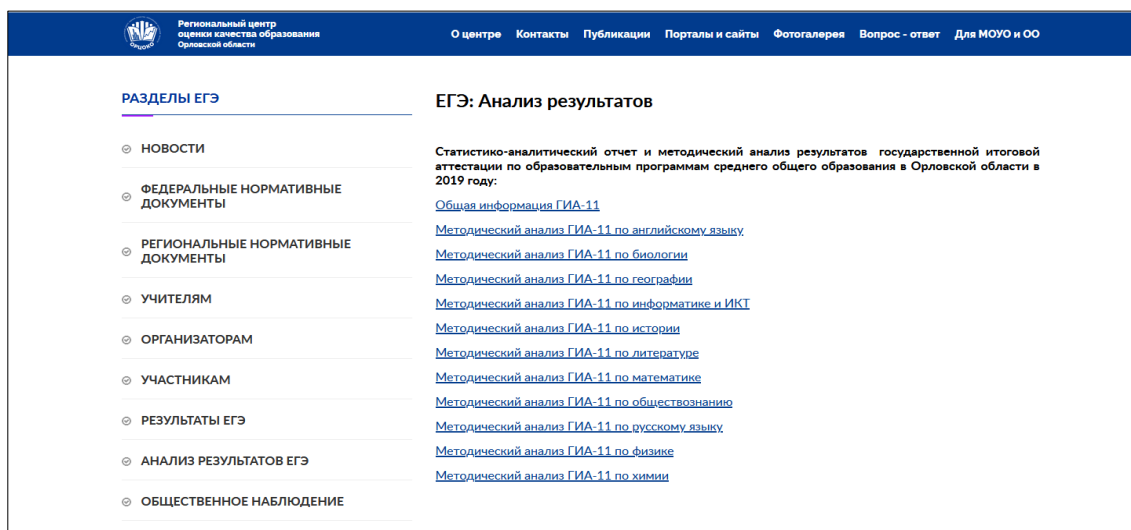 Региональный центр
оценки качества образования
Орловской области
ОРЦОКО
О центре Контакты Публикации Порталы и сайты Фотогалерея Вопрос - ответ Для МОУО и ОО
РАЗДЕЛЫ ЕГЭ
НОВОСТИ
ФЕДЕРАЛЬНЫЕ НОРМАТИВНЫЕ
ДОКУМЕНТЫ
РЕГИОНАЛЬНЫЕ НОРМАТИВНЫЕ
ДОКУМЕНТЫ
УЧИТЕЛЯМ
ОРГАНИЗАТОРАМ
УЧАСТНИКАМ
РЕЗУЛЬТАТЫ ЕГЭ
АНАЛИЗ РЕЗУЛЬТАТОВ ЕГЭ
ОБЩЕСТВЕННОЕ НАБЛЮДЕНИЕ
ЕГЭ: Анализ результатов
Статистико-аналитический отчет и методический анализ результатов государственной итоговой
аттестации по образовательным программам среднего общего образования в Орловской области в
2019 году:
Общая информация ГИА-11
Методический анализ ГИА-11 по английскому языку
Методический анализ ГИА-11 по биологии
Методический анализ ГИА-11 по географии
Методический анализ ГИА-11 по информатике и ИКТ
Методический анализ ГИА-11 по истории
Методический анализ ГИА-11 по литературе
Методический анализ ГИА-11 по математике
Методический анализ ГИА-11 по обществознанию
Методический анализ ГИА-11 по русскому языку
Методический анализ ГИА-11 по физике
Методический анализ ГИА-11 по химии